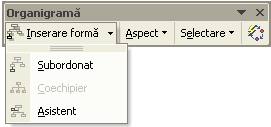 Organigramă
Inserare formă Aspect Selectare
Subordonat
Coechipier
Asistent